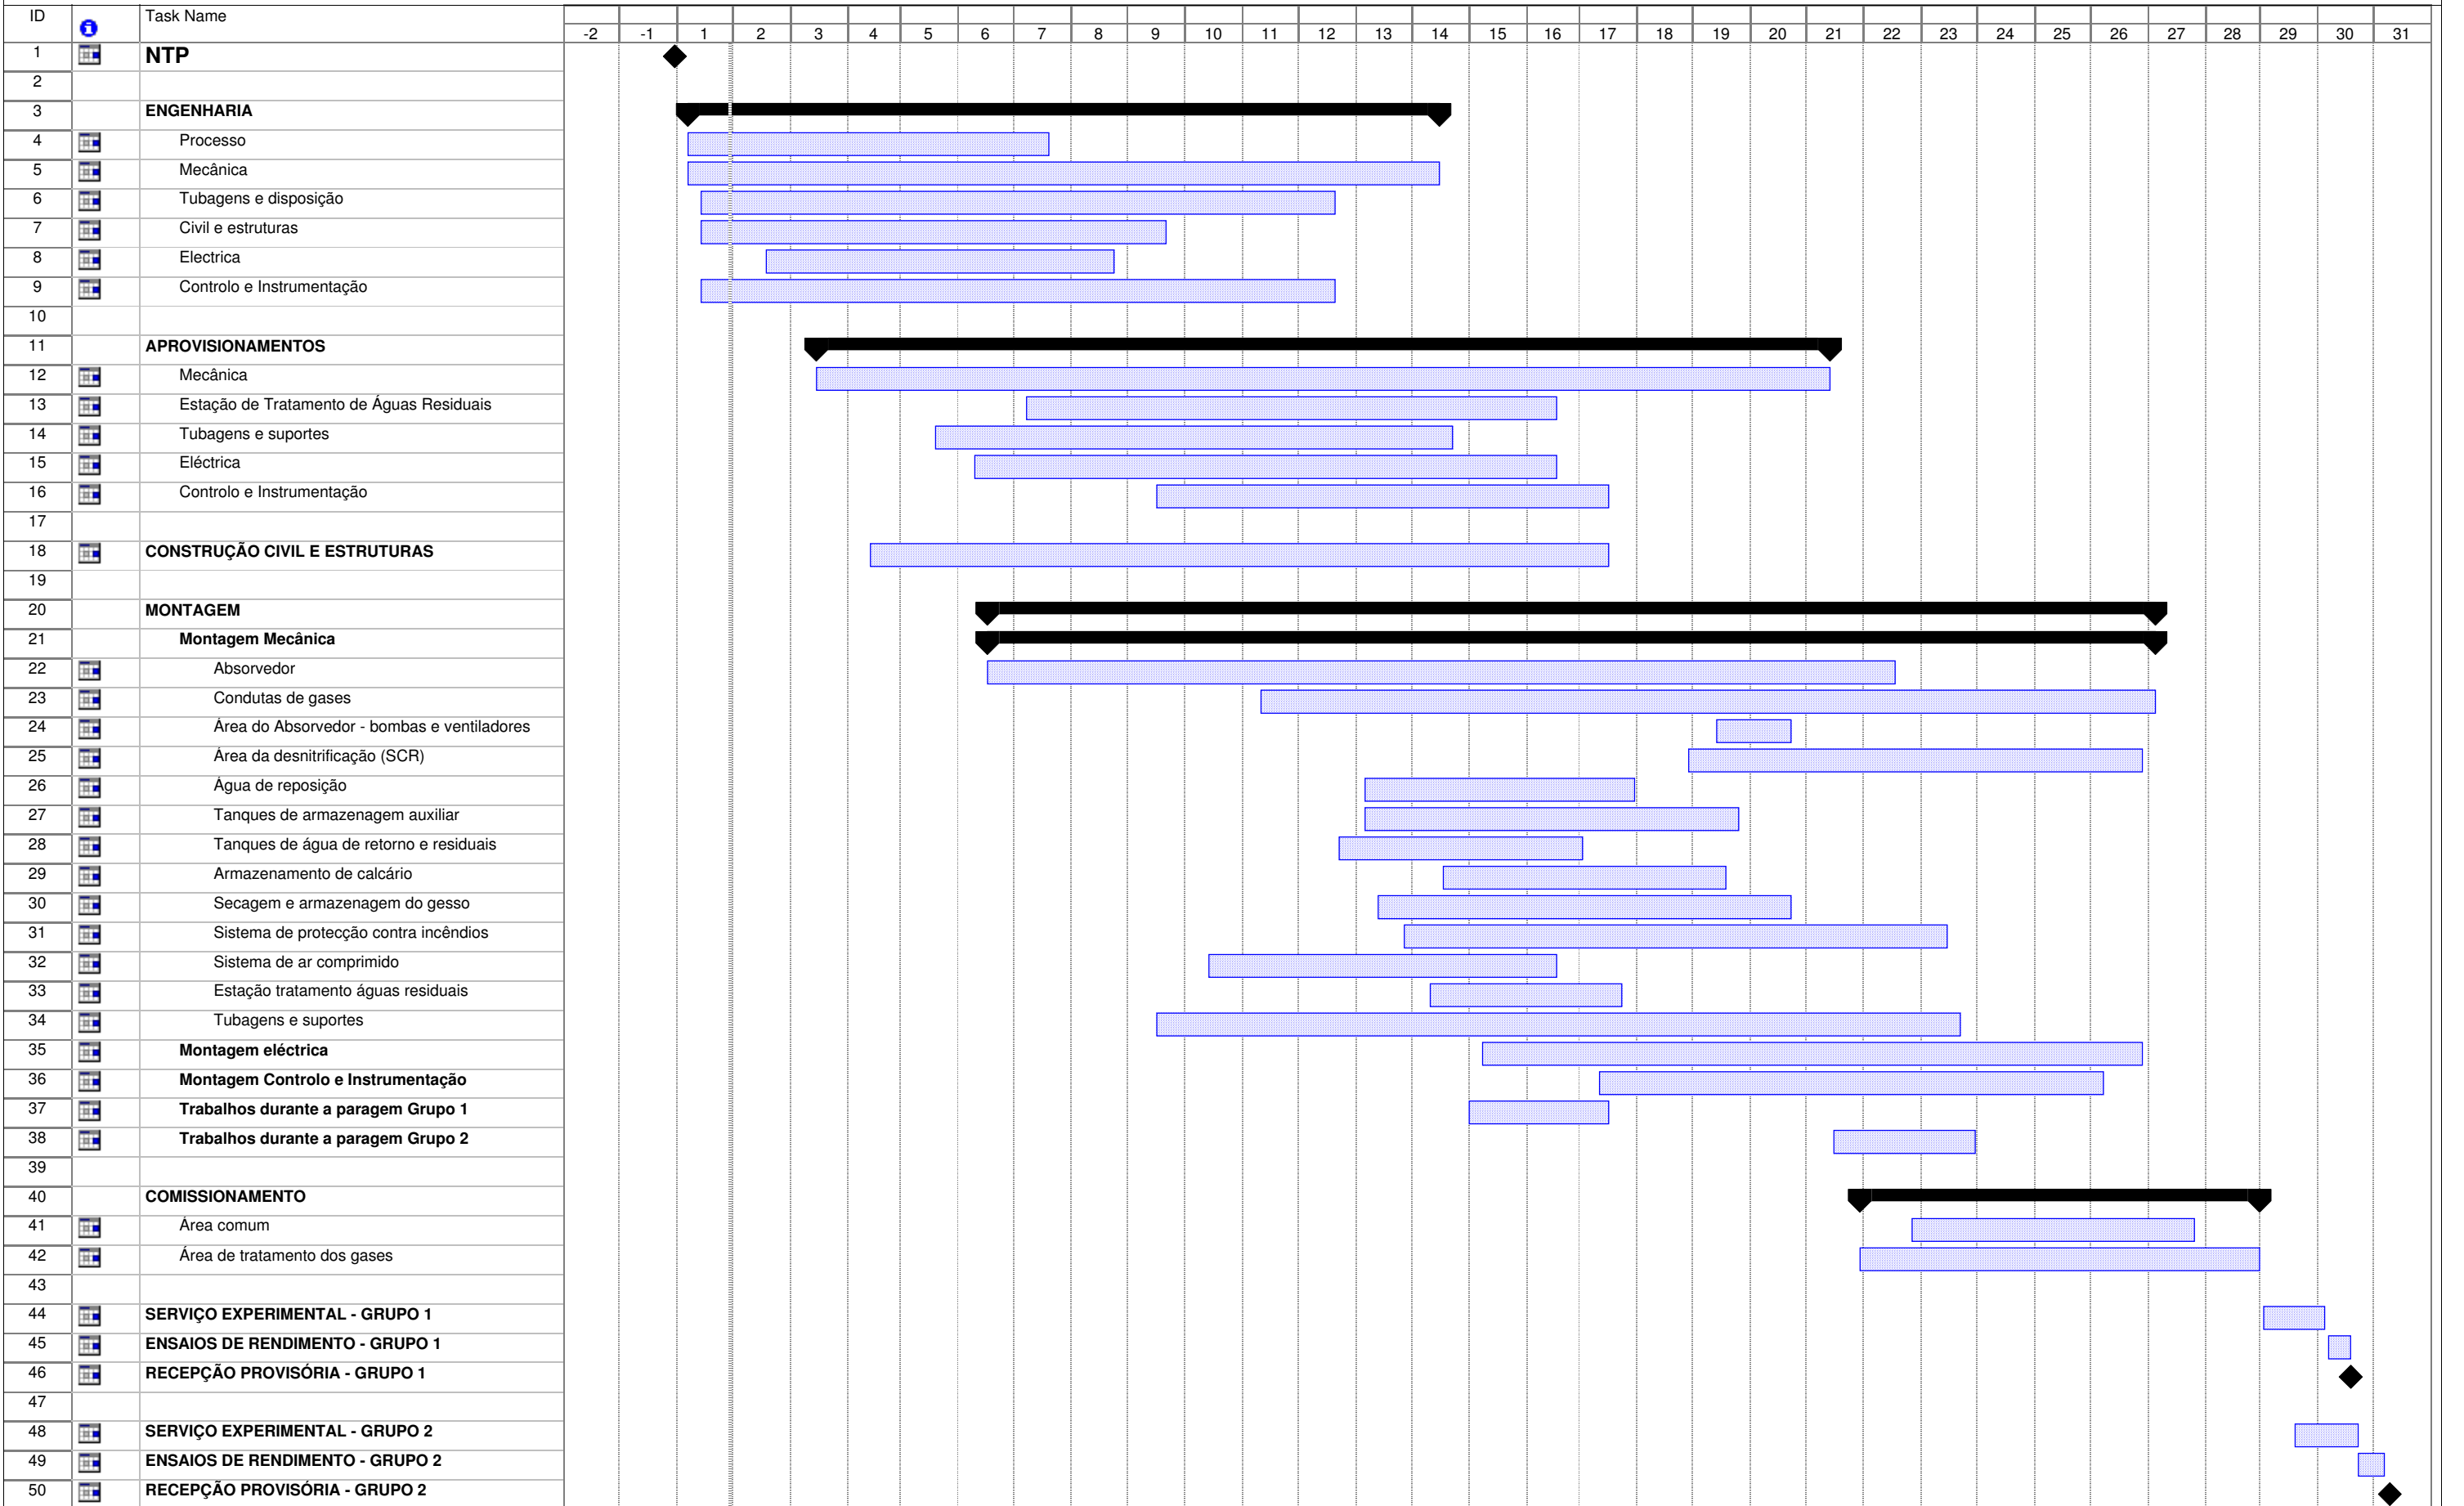 ID Task Name
-2 -1 1 2 3 4 5 6 7 8 9 10 11 12 13 14 15 16 17 18 19 20 21 22 23 24 25 26 27 28 29 30 31
1 NTP
2
3 ENGENHARIA
4 Processo
5 Mecânica
6 Tubagens e disposição
7 Civil e estruturas
8 Electrica
9 Controlo e Instrumentação
10
11 APROVISIONAMENTOS
12 Mecânica
13 Estação de Tratamento de Águas Residuais
14 Tubagens e suportes
15 Eléctrica
16 Controlo e Instrumentação
17
18 CONSTRUÇÃO CIVIL E ESTRUTURAS
19
20 MONTAGEM
21 Montagem Mecânica
22 Absorvedor
23 Condutas de gases
24 Área do Absorvedor - bombas e ventiladores
25 Área da desnitrificação (SCR)
26 Água de reposição
27 Tanques de armazenagem auxiliar
28 Tanques de água de retorno e residuais
29 Armazenamento de calcário
30 Secagem e armazenagem do gesso
31 Sistema de protecção contra incêndios
32 Sistema de ar comprimido
33 Estação tratamento águas residuais
34 Tubagens e suportes
35 Montagem eléctrica
36 Montagem Controlo e Instrumentação
37 Trabalhos durante a paragem Grupo 1
38 Trabalhos durante a paragem Grupo 2
39
40 COMISSIONAMENTO
41 Área comum
42 Área de tratamento dos gases
43
44 SERVIÇO EXPERIMENTAL - GRUPO 1
45 ENSAIOS DE RENDIMENTO - GRUPO 1
46 RECEPÇÃO PROVISÓRIA - GRUPO 1
47
48 SERVIÇO EXPERIMENTAL - GRUPO 2
49 ENSAIOS DE RENDIMENTO - GRUPO 2
50 RECEPÇÃO PROVISÓRIA - GRUPO 2